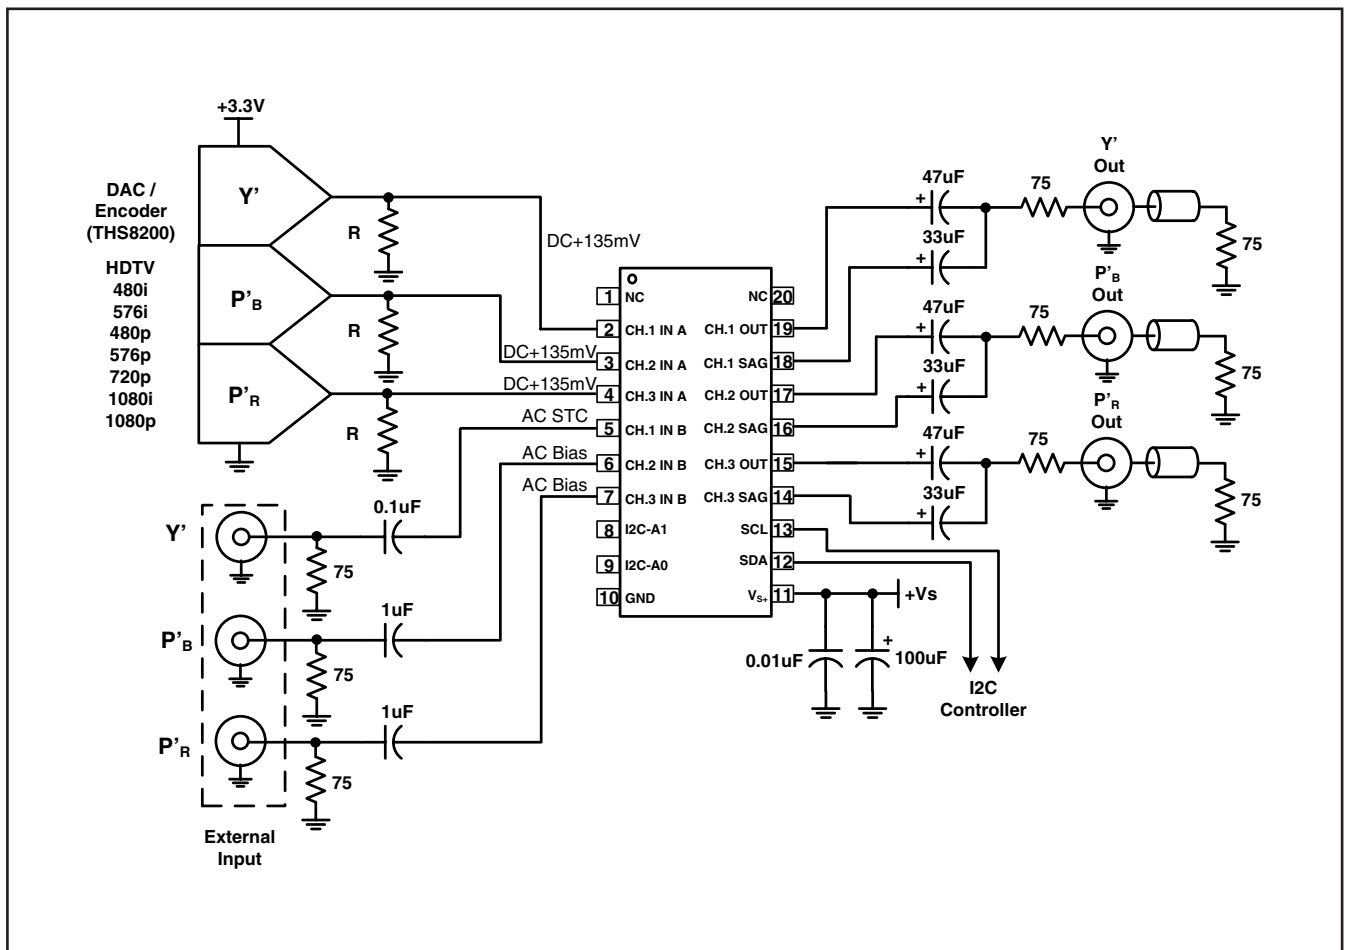 +3.3V
DAC /
Encoder
(THS8200)
HDTV
480i
576i
480p
576p
720p
1080i
1080p
Y'
P'B
P'R
R
R
R
DC+135mV
DC+135mV
DC+135mV
AC STC
AC Bias
AC Bias
Y'
P'B
P'R
0.1uF
1uF
1uF
75
75
75
External
Input
1 NC
2 CH.1 IN A
3 CH.2 IN A
4 CH.3 IN A
5 CH.1 IN B
6 CH.2 IN B
7 CH.3 IN B
8 I2C-A1
9 I2C-A0
10 GND
NC 20
CH.1 OUT 19
CH.1 SAG 18
CH.2 OUT 17
CH.2 SAG 16
CH.3 OUT 15
CH.3 SAG 14
SCL 13
SDA 12
VS+ 11
+Vs
0.01uF
+
100uF
I2C
Controller
47uF
+
33uF
+
75
Y'
Out
75
47uF
+
33uF
+
75
P'B
Out
75
47uF
+
33uF
+
75
P'R
Out
75